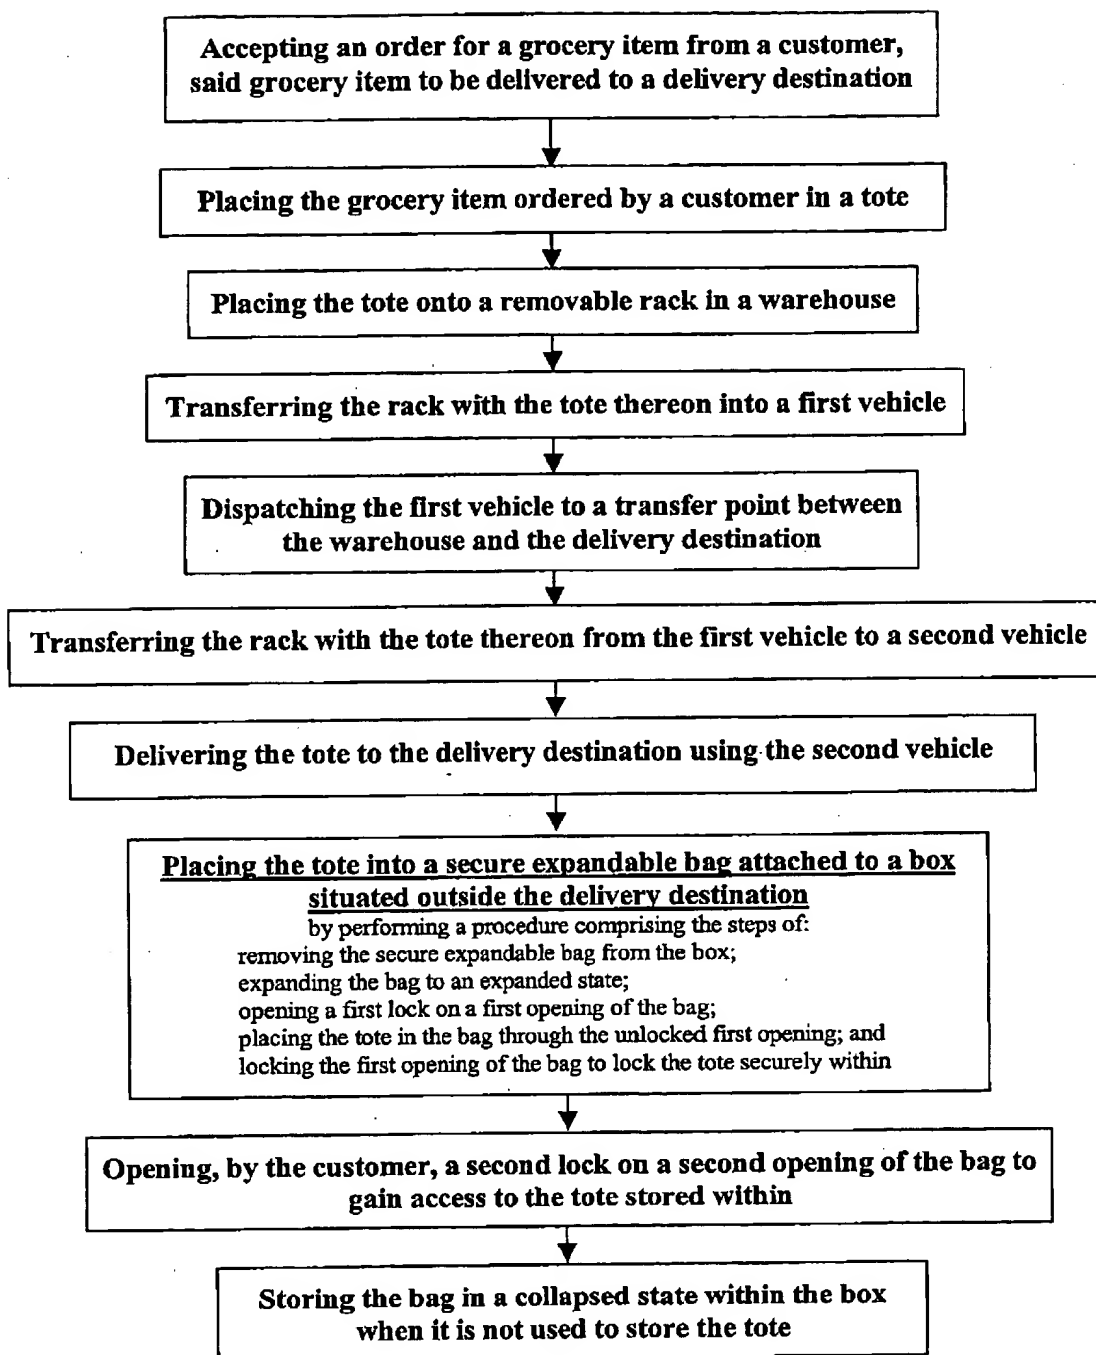 Accepting an order for a grocery item from a customer,
said grocery item to be delivered to a delivery destination
Placing the grocery item ordered by a customer in a tote
Placing the tote onto a removable rack in a warehouse
Transferring the rack with the tote thereon into a first vehicle
Dispatching the first vehicle to a transfer point between
the warehouse and the delivery destination
Transferring the rack with the tote thereon from the first vehicle to a second vehicle
Delivering the tote to the delivery destination using the second vehicle
Placing the tote into a secure expandable bag attached to a box
situated outside the delivery destination
by performing a procedure comprising the steps of:
removing the secure expandable bag from the box;
expanding the bag to an expanded state;
opening a first lock on a first opening of the bag;
placing the tote in the bag through the unlocked first opening; and
locking the first opening of the bag to lock the tote securely within
Opening, by the customer, a second lock on a second opening of the bag to
gain access to the tote stored within
Storing the bag in a collapsed state within the box
when it is not used to store the tote